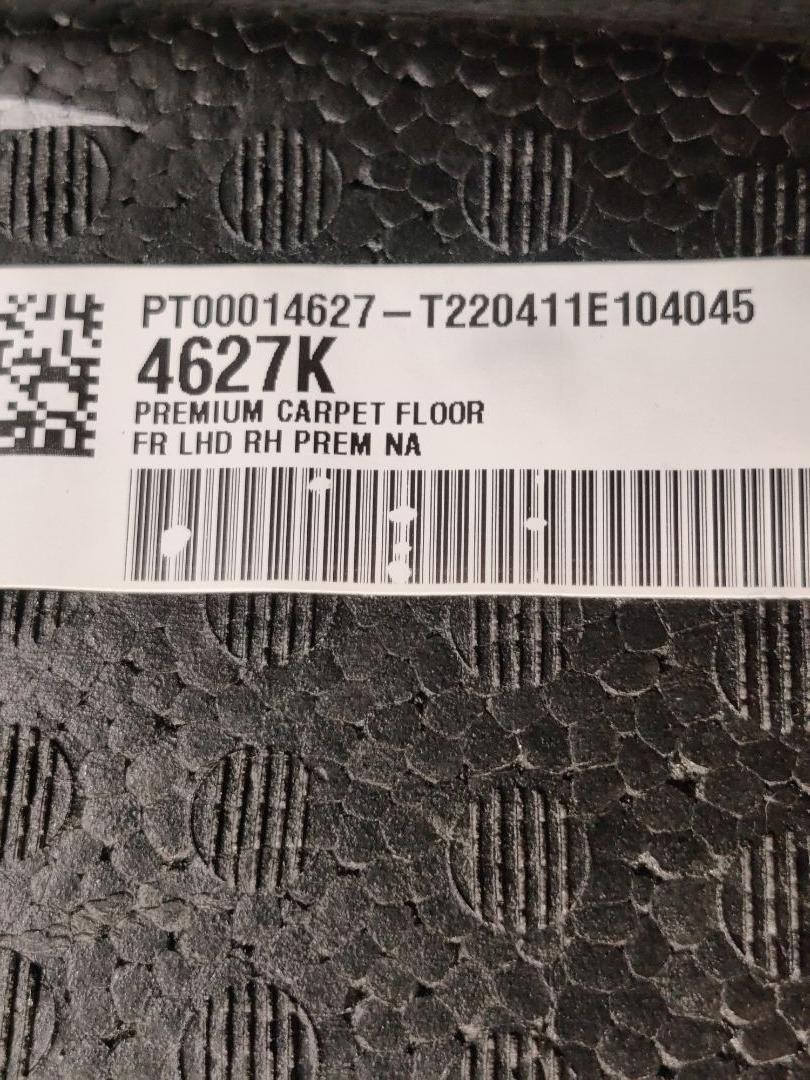 PT00014627-T220411E104045
4627K
PREMIUM CARPET FLOOR
FR LHD RH PREM NA